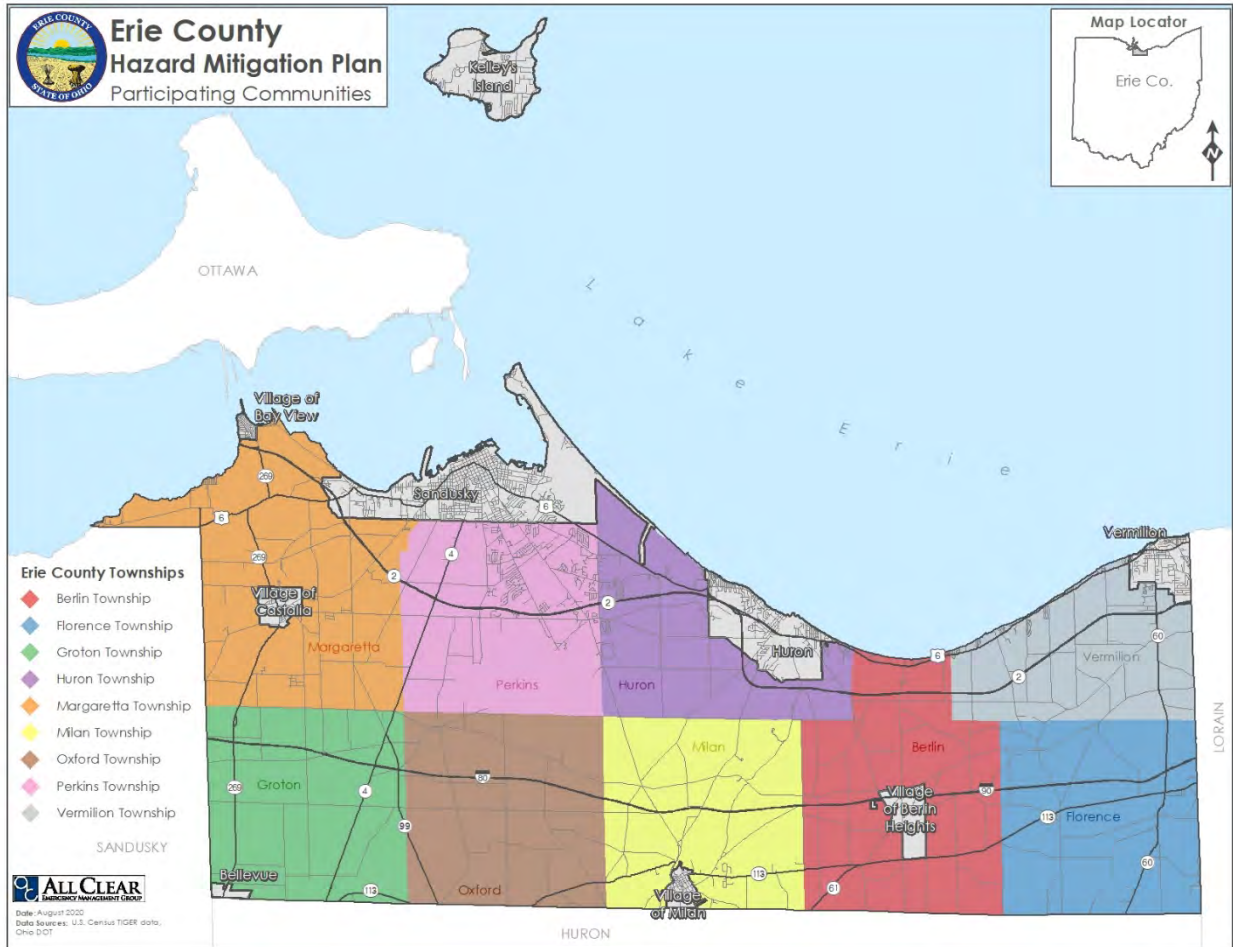 Erie County
Hazard Mitigation Plan
Participating Communities
ERIE COUNTY
STATE OF OHIO
Map Locator
Erie Co.
N
Kelley's
Island
OTTAWA
Lake Erie
Village of
Bay View
269
Sandusky
6
6
4
2
269
Village of
Castalia
Margaretta
Perkins
2
Huron
Huron
6
Vermilion
2
60
Vermilion
Erie County Townships
Berlin Township
Florence Township
Groton Township
Huron Township
Margaretta Township
Milan Township
Oxford Township
Perkins Township
Vermilion Township
Groton
269
4
99
80
Milan
Berlin
90
Village
of Berlin
Heights
113
Florence
60
LORAIN
SANDUSKY
Bellevue
113
Oxford
Village
of Milan
113
61
HURON
ALL CLEAR
EMERGENCY MANAGEMENT GROUP
Date: August 2020
Data Sources: U.S. Census TIGER data,
Ohio DOT